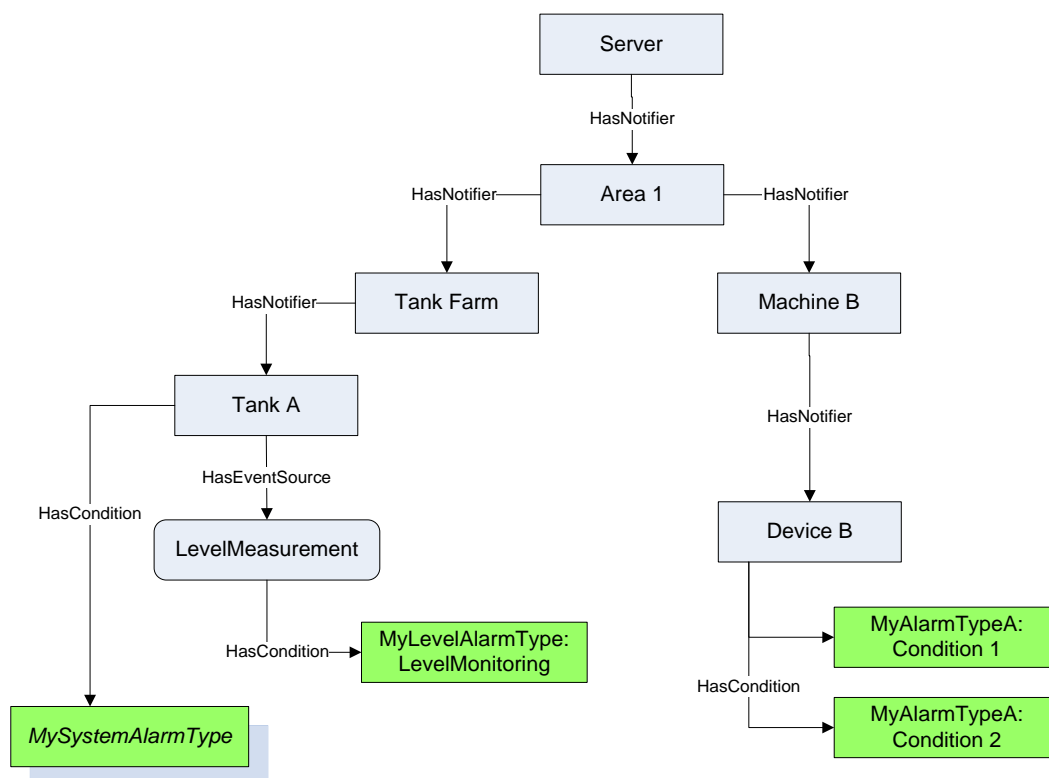 Server
HasNotifier
Area 1
HasNotifier
HasNotifier
Tank Farm
Machine B
HasNotifier
Tank A
HasNotifier
HasEventSource
HasCondition
LevelMeasurement
Device B
MyLevelAlarmType:
LevelMonitoring
HasCondition
MyAlarmTypeA:
Condition 1
HasCondition
MySystemAlarmType
MyAlarmTypeA:
Condition 2